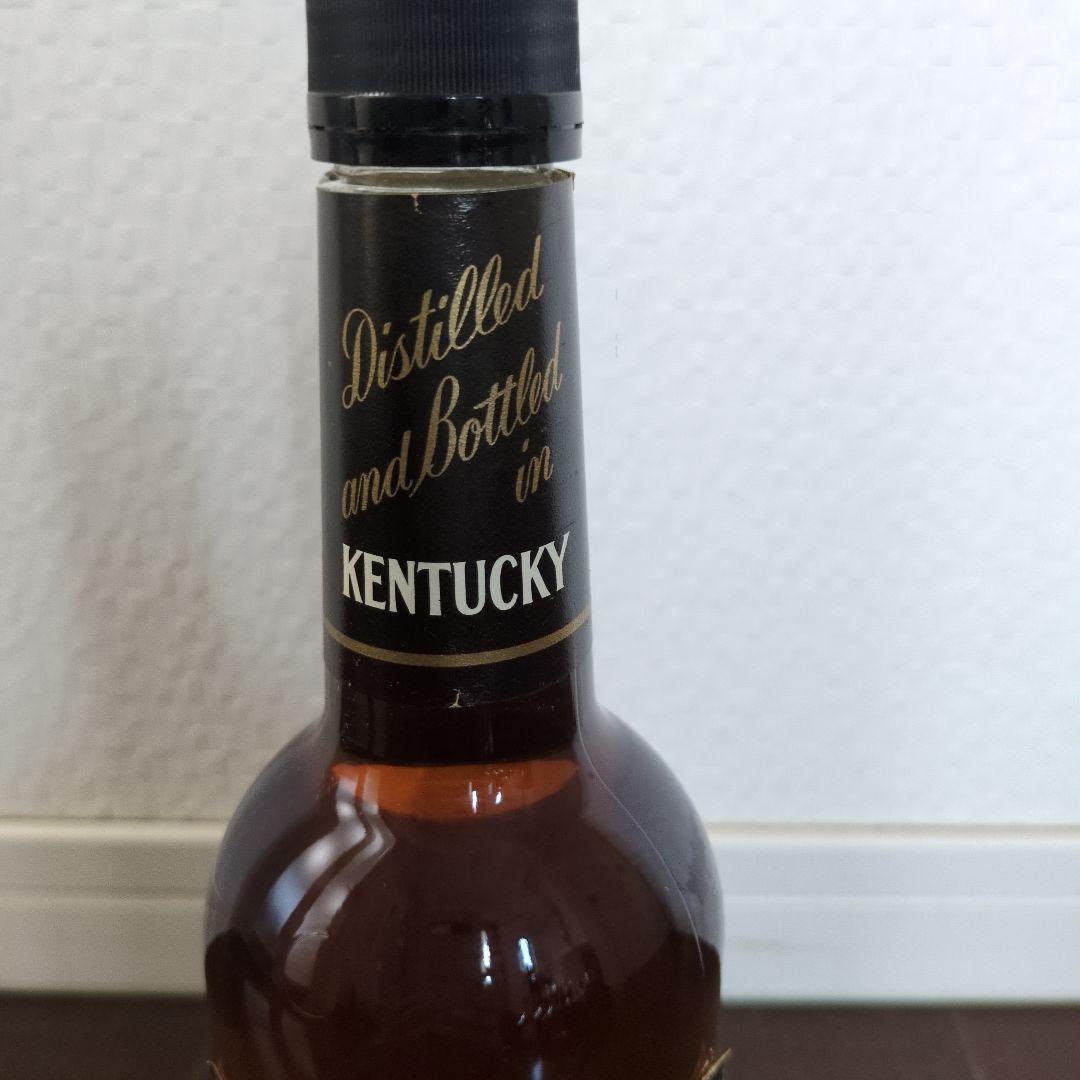 Distilled
and Bottled
in
KENTUCKY